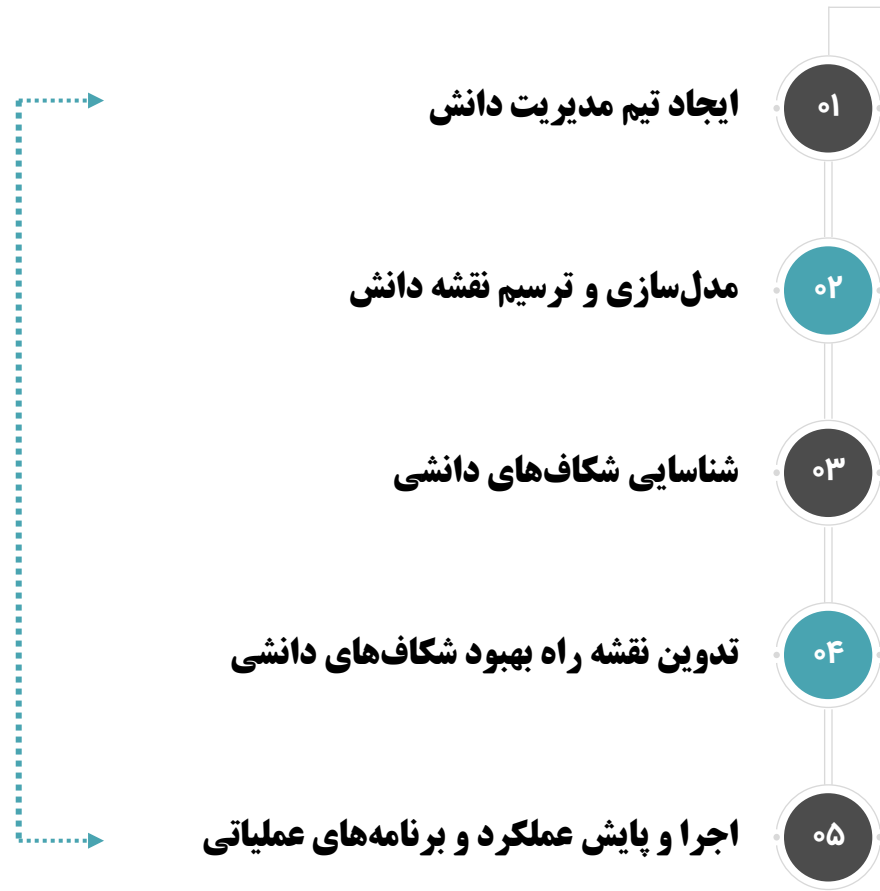 ۰۱
ایجاد تیم مدیریت دانش
۰۲
مدل‌سازی و ترسیم نقشه دانش
۰۳
شناسایی شکاف‌های دانشی
۰۴
تدوین نقشه راه بهبود شکاف‌های دانشی
۰۵
اجرا و پایش عملکرد و برنامه‌های عملیاتی